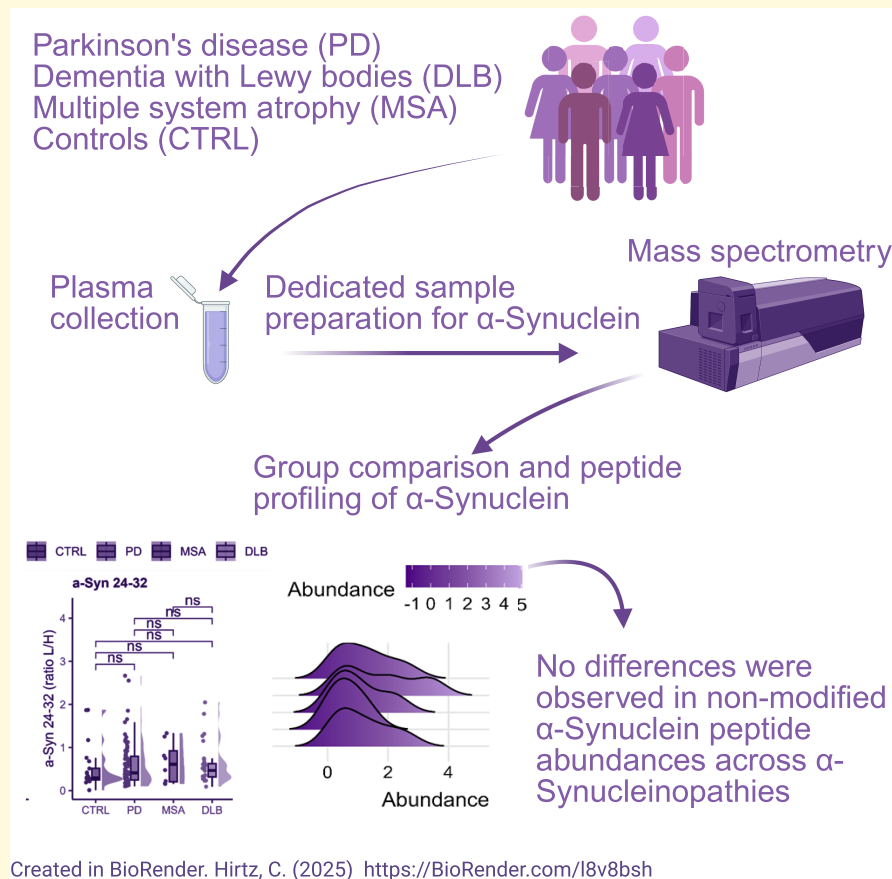 Parkinson's disease (PD)
Dementia with Lewy bodies (DLB)
Multiple system atrophy (MSA)
Controls (CTRL)
Mass spectrometry
Plasma
collection
Dedicated sample
preparation for α-Synuclein
Group comparison and peptide
profiling of α-Synuclein
CTRL PD MSA DLB
a-Syn 24-32
a-Syn 24-32 (ratio L/H)
4
3
2
1
0
ns
ns
ns
ns
ns
ns
CTRL PD MSA DLB
Abundance
-1 0 1 2 3 4 5
0 2 4
Abundance
No differences were
observed in non-modified
α-Synuclein peptide
abundances across α-
Synucleinopathies
Created in BioRender. Hirtz, C. (2025) https://BioRender.com/l8v8bsh